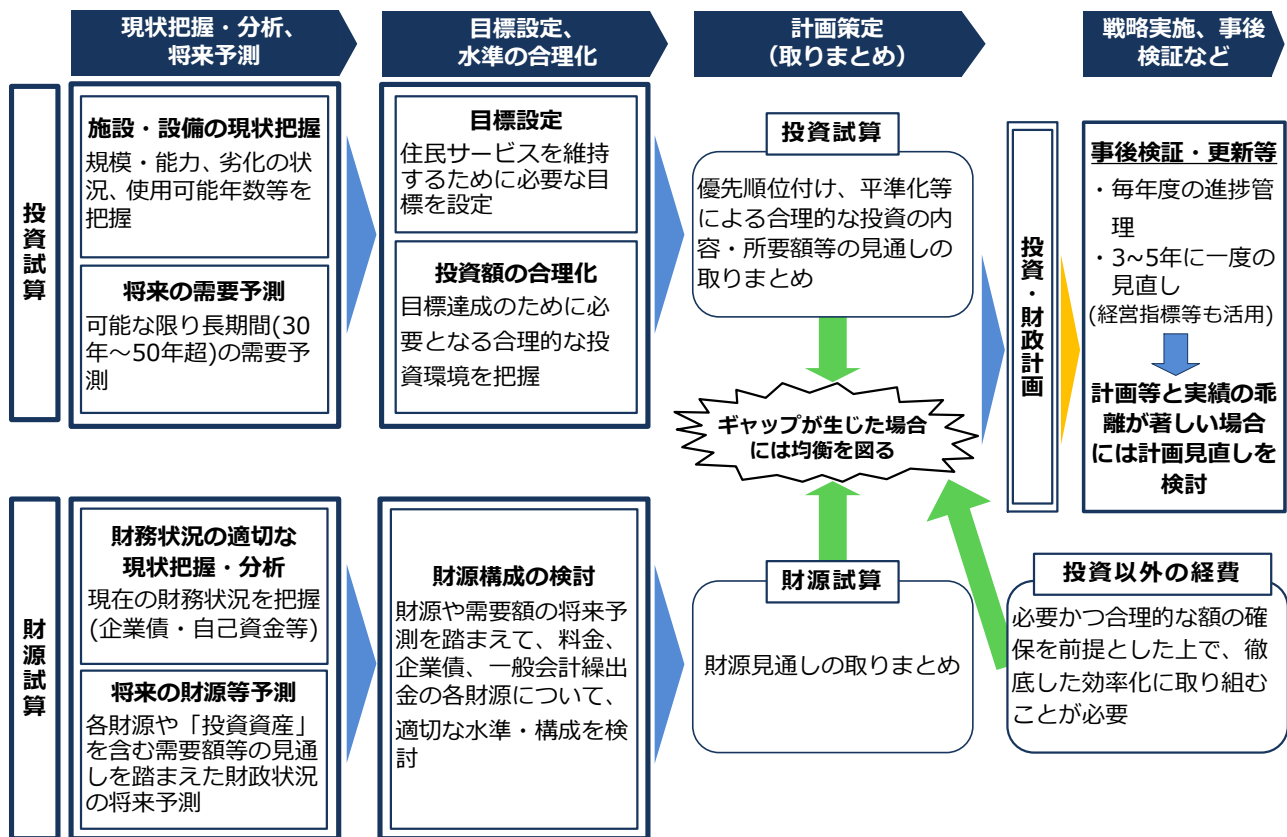 現状把握・分析、
将来予測
目標設定、
水準の合理化
計画策定
（取りまとめ）
戦略実施、事後
検証など
投資試算
施設・設備の現状把握
規模・能力、劣化の状
況、使用可能年数等を
把握
将来の需要予測
可能な限り長期間(30
年～50年超)の需要予
測
目標設定
住民サービスを維持
するために必要な目
標を設定
投資額の合理化
目標達成のために必
要となる合理的な投
資環境を把握
投資試算
優先順位付け、平準化等
による合理的な投資の内
容・所要額等の見通しの
取りまとめ
ギャップが生じた場合
には均衡を図る
投資・財政計画
事後検証・更新等
・毎年度の進捗管
理
・3~5年に一度の
見直し
(経営指標等も活用)
計画等と実績の乖
離が著しい場合
には計画見直しを
検討
財源試算
財務状況の適切な
現状把握・分析
現在の財務状況を把握
(企業債・自己資金等)
将来の財源等予測
各財源や「投資資産」
を含む需要額等の見通
しを踏まえた財政状況
の将来予測
財源構成の検討
財源や需要額の将来予
測を踏まえて、料金、
企業債、一般会計繰出
金の各財源について、
適切な水準・構成を検
討
財源試算
財源見通しの取りまとめ
投資以外の経費
必要かつ合理的な額の確
保を前提とした上で、徹
底した効率化に取り組む
ことが必要